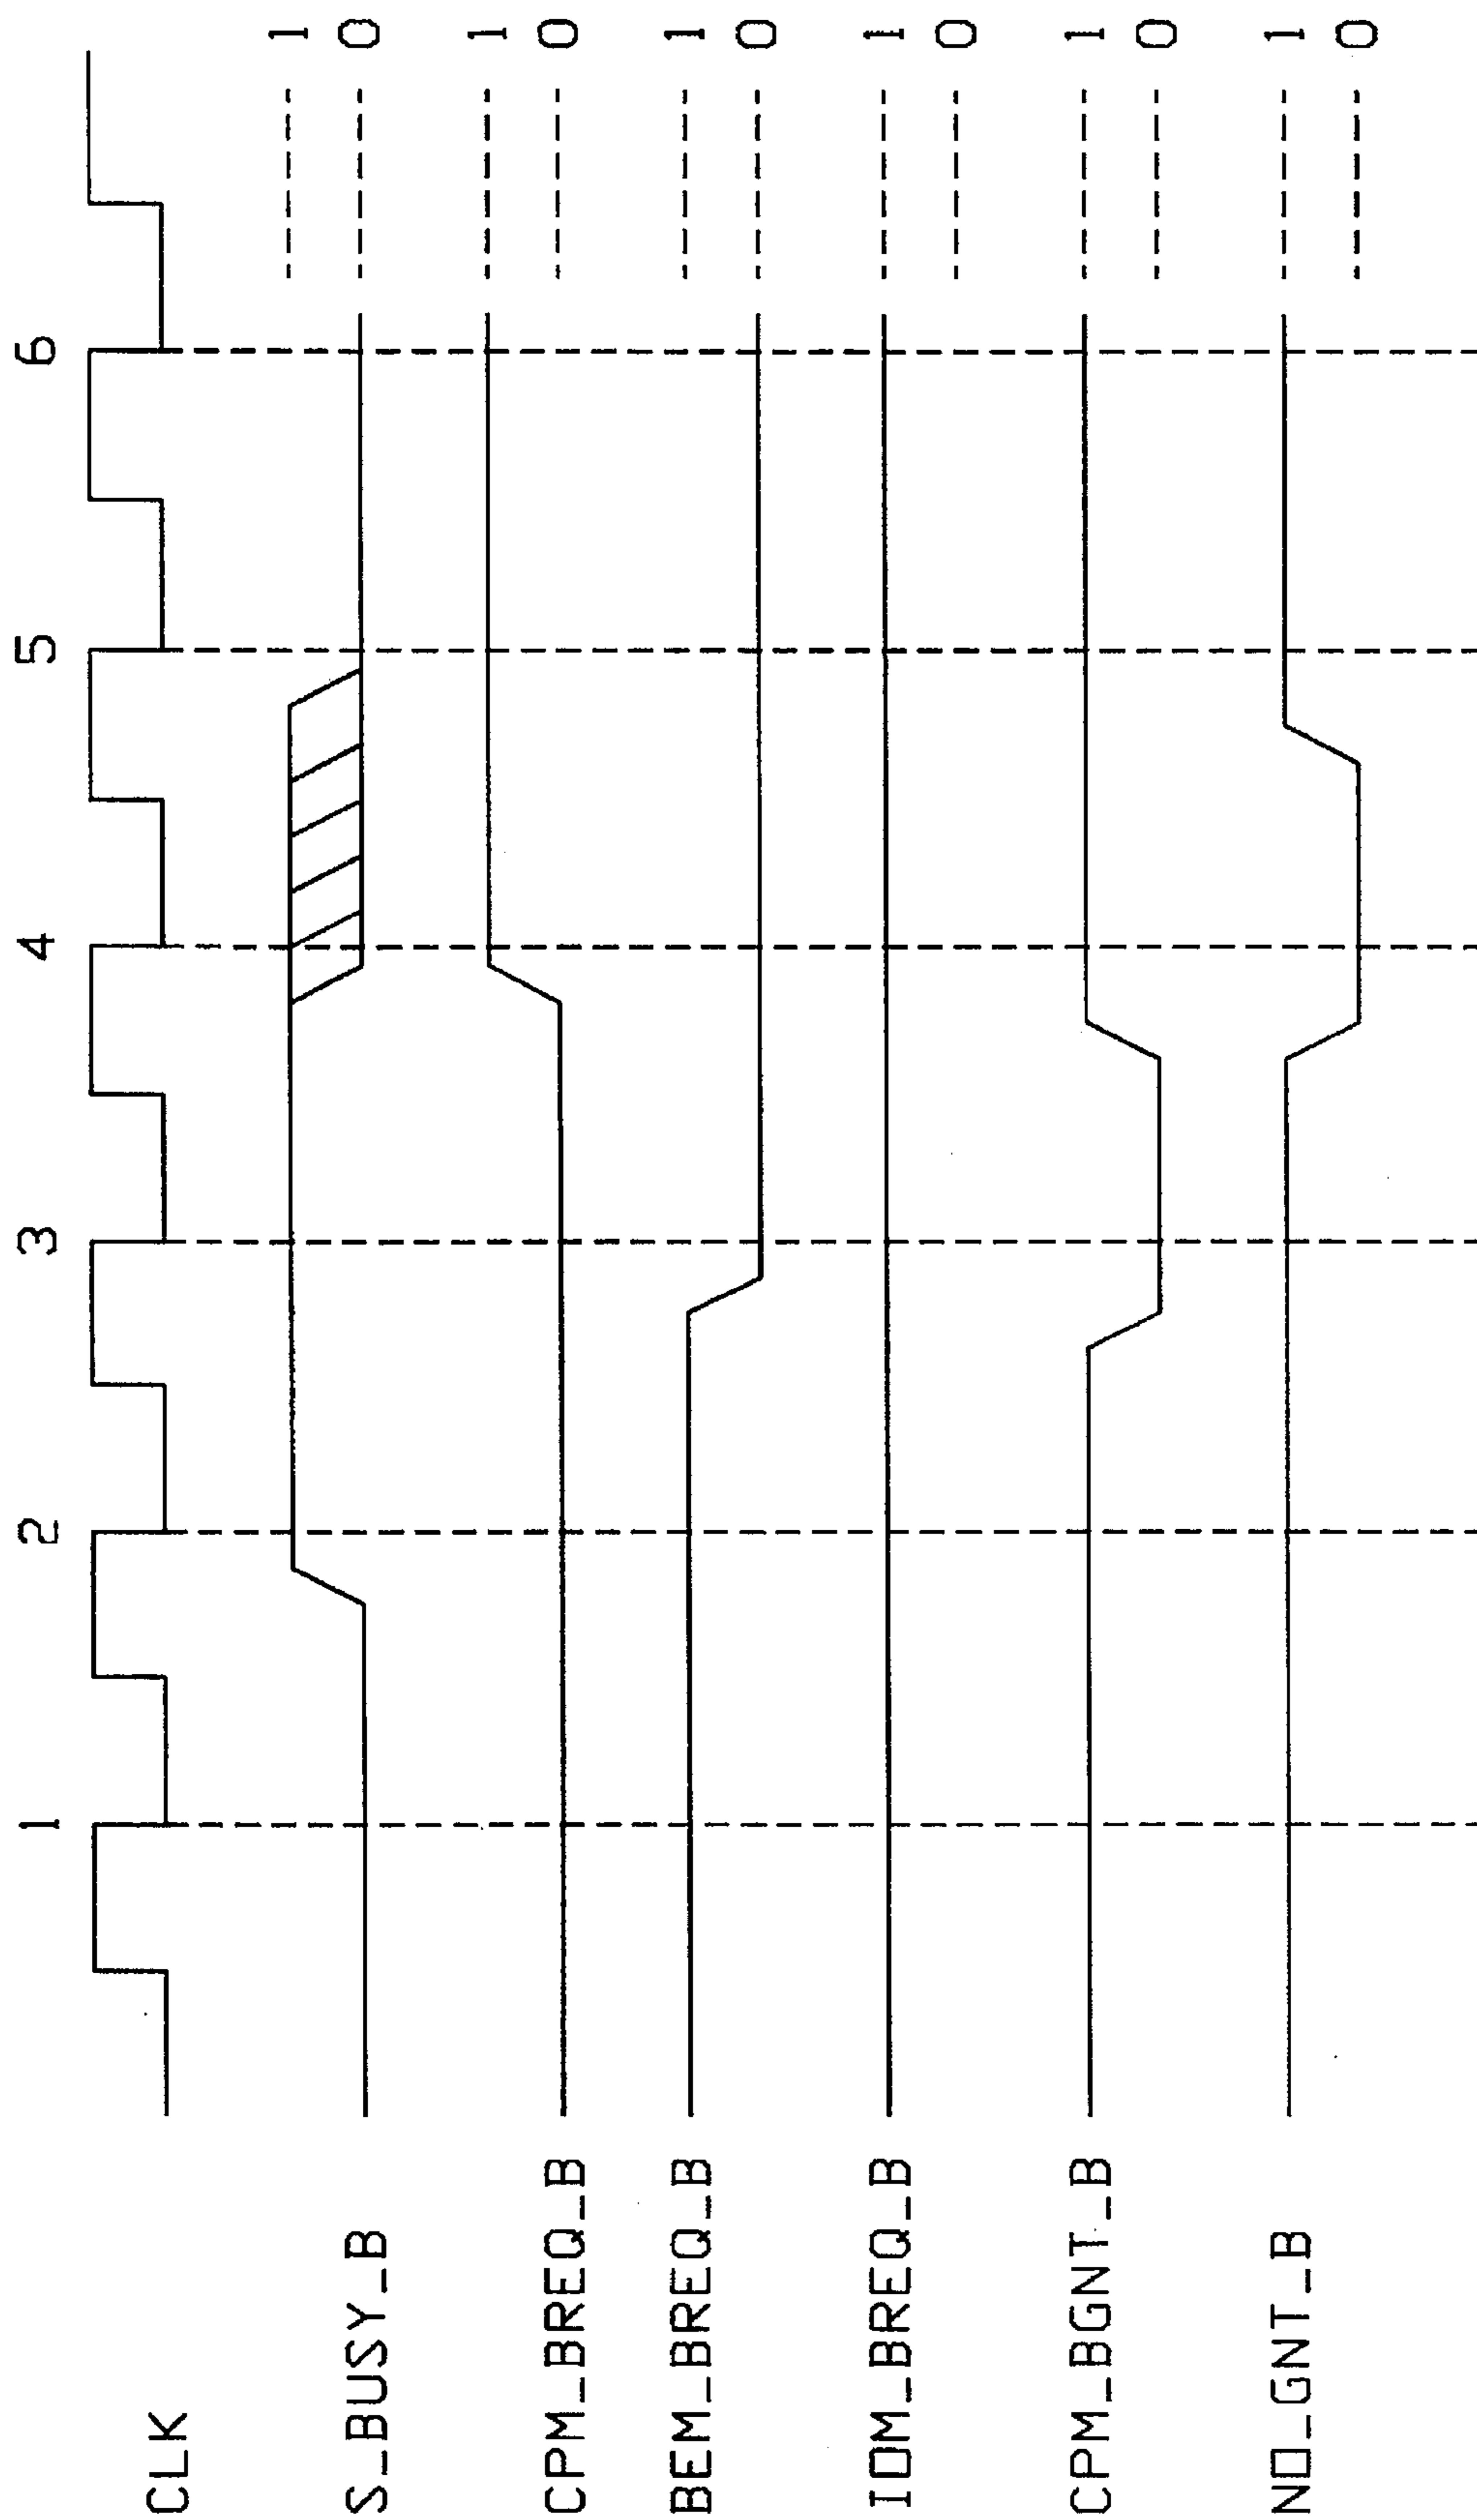 1 2 3 4 5 6
CLK
S_BUSY_B 1
0
CPM_BREQ_B 1
0
BEM_BREQ_B 1
0
IOM_BREQ_B 1
0
CPM_BGNT_B 1
0
NO_GNT_B 1
0